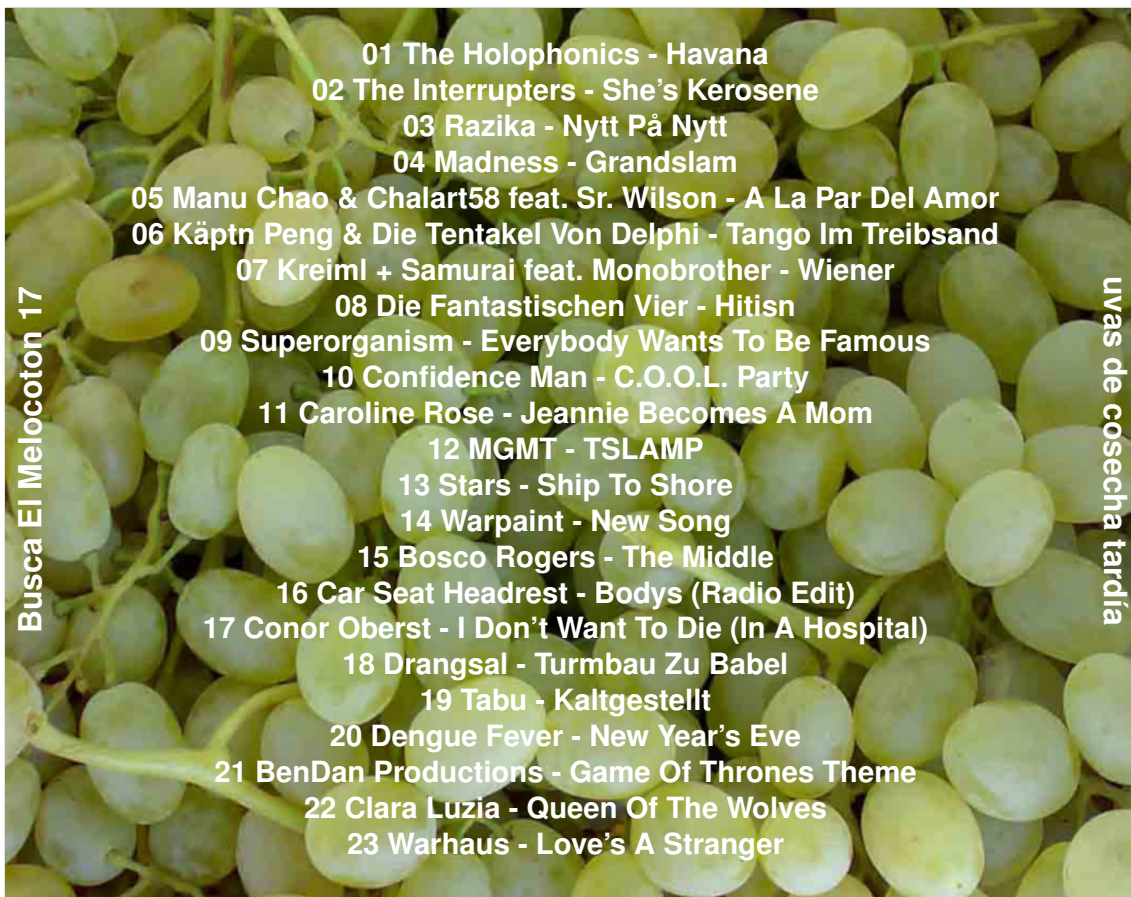 01 The Holophonics - Havana
02 The Interrupters - She's Kerosene
03 Razika - Nytt På Nytt
04 Madness - Grandslam
05 Manu Chao & Chalart58 feat. Sr. Wilson - A La Par Del Amor
06 Käptn Peng & Die Tentakel Von Delphi - Tango Im Treibsand
07 Kreiml + Samurai feat. Monobrother - Wiener
08 Die Fantastischen Vier - Hitisn
09 Superorganism - Everybody Wants To Be Famous
10 Confidence Man - C.O.O.L. Party
11 Caroline Rose - Jeannie Becomes A Mom
12 MGMT - TSLAMP
13 Stars - Ship To Shore
14 Warpaint - New Song
15 Bosco Rogers - The Middle
16 Car Seat Headrest - Bodys (Radio Edit)
17 Conor Oberst - I Don't Want To Die (In A Hospital)
18 Drangsal - Turmbau Zu Babel
19 Tabu - Kaltgestellt
20 Dengue Fever - New Year's Eve
21 BenDan Productions - Game Of Thrones Theme
22 Clara Luzia - Queen Of The Wolves
23 Warhaus - Love's A Stranger
Busca El Melocoton 17
uvas de cosecha tardía